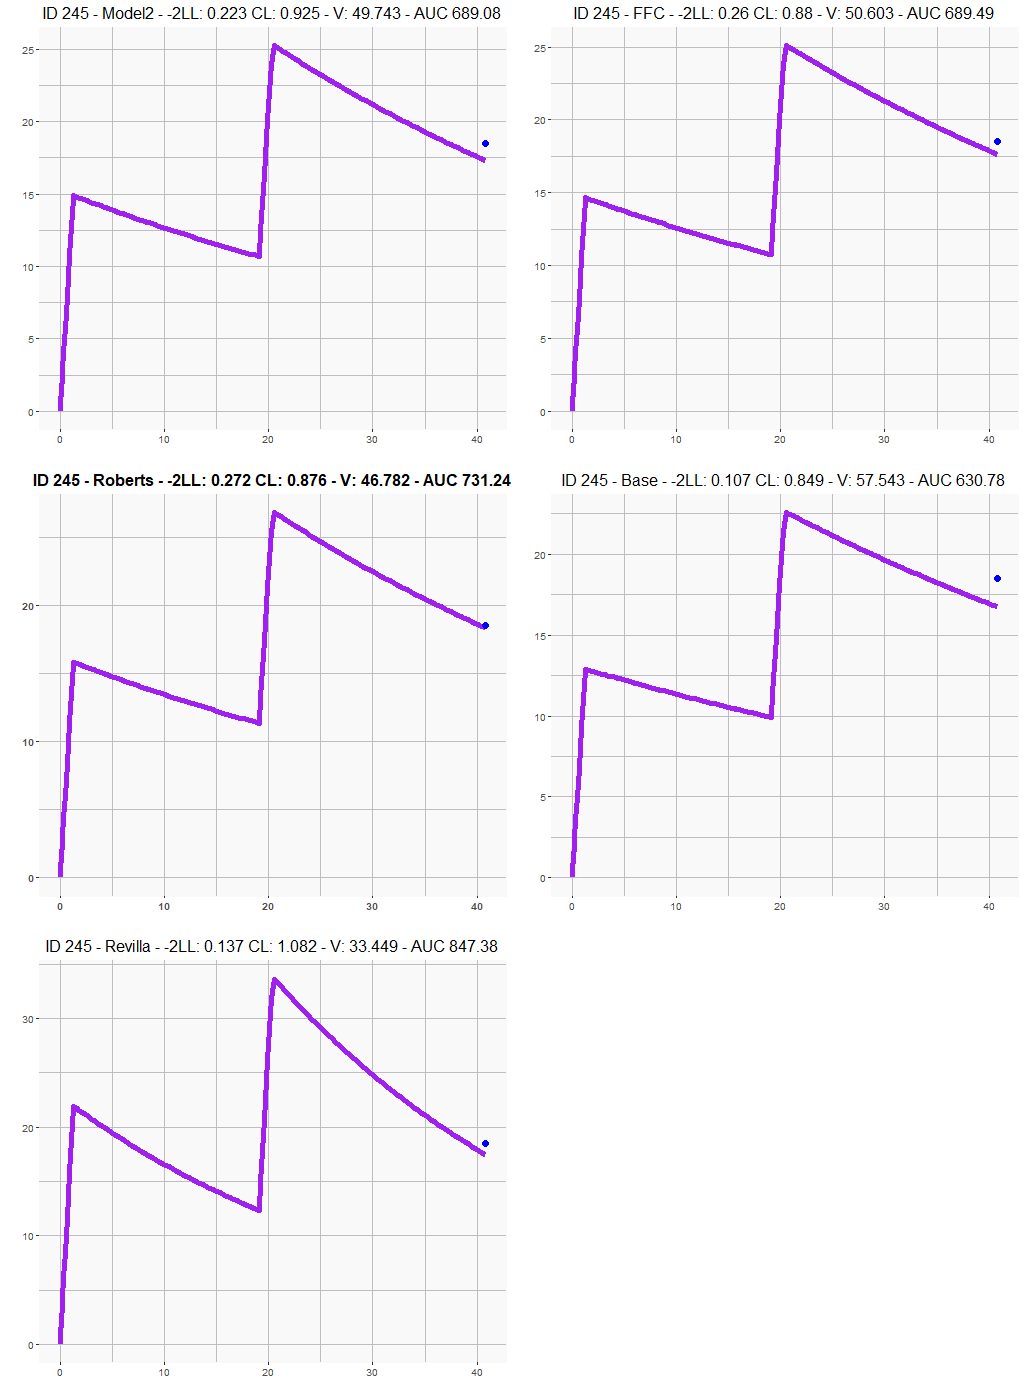 ID 245 - Model2 - -2LL: 0.223 CL: 0.925 - V: 49.743 - AUC 689.08
25
20
15
10
5
0
0 10 20 30 40
ID 245 - FFC - -2LL: 0.26 CL: 0.88 - V: 50.603 - AUC 689.49
25
20
15
10
5
0
0 10 20 30 40
ID 245 - Roberts - -2LL: 0.272 CL: 0.876 - V: 46.782 - AUC 731.24
20
10
0
0 10 20 30 40
ID 245 - Base - -2LL: 0.107 CL: 0.849 - V: 57.543 - AUC 630.78
20
15
10
5
0
0 10 20 30 40
ID 245 - Revilla - -2LL: 0.137 CL: 1.082 - V: 33.449 - AUC 847.38
30
20
10
0
0 10 20 30 40